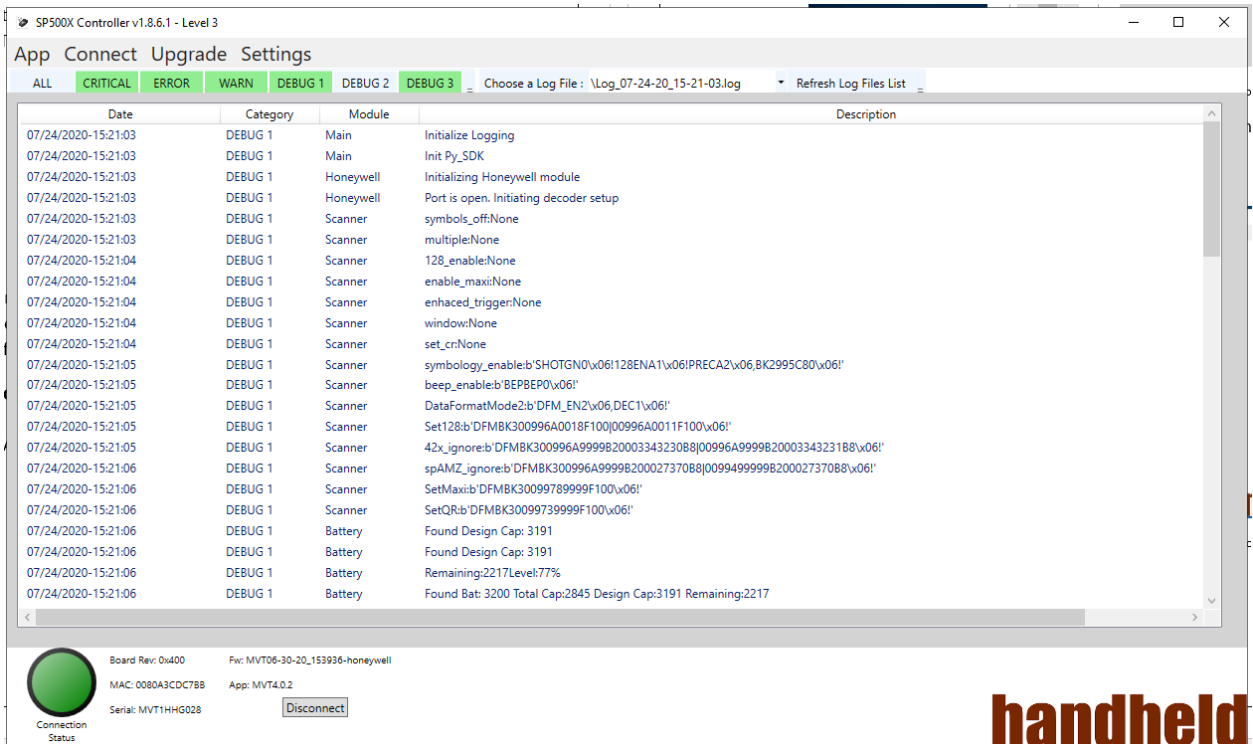 SP500X Controller v1.8.6.1 - Level 3
App Connect Upgrade Settings
ALL CRITICAL ERROR WARN DEBUG 1 DEBUG 2 DEBUG 3 Choose a Log File : \Log_07-24-20_15-21-03.log Refresh Log Files List
Date Category Module Description
07/24/2020-15:21:03 DEBUG 1 Main Initialize Logging
07/24/2020-15:21:03 DEBUG 1 Main Init Py_SDK
07/24/2020-15:21:03 DEBUG 1 Honeywell Initializing Honeywell module
07/24/2020-15:21:03 DEBUG 1 Honeywell Port is open. Initiating decoder setup
07/24/2020-15:21:03 DEBUG 1 Scanner symbols_off:None
07/24/2020-15:21:03 DEBUG 1 Scanner multiple:None
07/24/2020-15:21:04 DEBUG 1 Scanner 128_enable:None
07/24/2020-15:21:04 DEBUG 1 Scanner enable_maxi:None
07/24/2020-15:21:04 DEBUG 1 Scanner enhaced_trigger:None
07/24/2020-15:21:04 DEBUG 1 Scanner window:None
07/24/2020-15:21:04 DEBUG 1 Scanner set_cr:None
07/24/2020-15:21:05 DEBUG 1 Scanner symbology_enable:b'SHOTGN0\x06!128ENA1\x06!PRECA2\x06,BK2995C80\x06!'
07/24/2020-15:21:05 DEBUG 1 Scanner beep_enable:b'BEPBEP0\x06!'
07/24/2020-15:21:05 DEBUG 1 Scanner DataFormatMode2:b'DFM_EN2\x06,DEC1\x06!'
07/24/2020-15:21:05 DEBUG 1 Scanner Set128:b'DFMBK300996A0018F100|00996A0011F100\x06!'
07/24/2020-15:21:05 DEBUG 1 Scanner 42x_ignore:b'DFMBK300996A9999B20003343230B8|00996A9999B20003343231B8\x06!'
07/24/2020-15:21:06 DEBUG 1 Scanner spAMZ_ignore:b'DFMBK300996A9999B200027370B8|0099499999B200027370B8\x06!'
07/24/2020-15:21:06 DEBUG 1 Scanner SetMaxi:b'DFMBK30099789999F100\x06!'
07/24/2020-15:21:06 DEBUG 1 Scanner SetQR:b'DFMBK30099739999F100\x06!'
07/24/2020-15:21:06 DEBUG 1 Battery Found Design Cap: 3191
07/24/2020-15:21:06 DEBUG 1 Battery Found Design Cap: 3191
07/24/2020-15:21:06 DEBUG 1 Battery Remaining:2217Level:77%
07/24/2020-15:21:06 DEBUG 1 Battery Found Bat: 3200 Total Cap:2845 Design Cap:3191 Remaining:2217
Board Rev: 0x400 Fw: MVT06-30-20_153936-honeywell
MAC: 0080A3CDC7BB App: MVT4.0.2
Serial: MVT1HHG028 Disconnect
Connection
Status
handheld